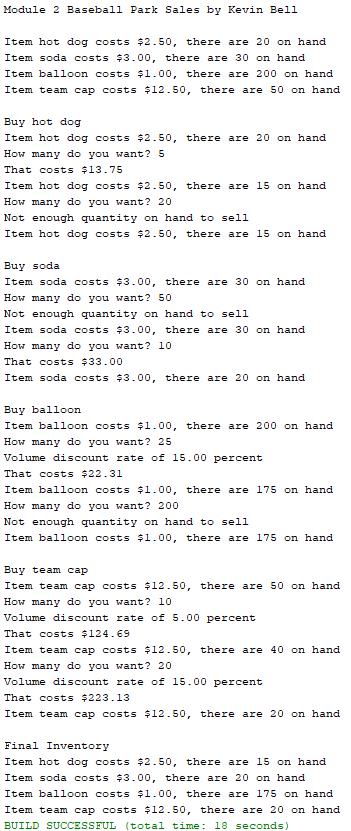 Module 2 Baseball Park Sales by Kevin Bell
Item hot dog costs $2.50, there are 20 on hand
Item soda costs $3.00, there are 30 on hand
Item balloon costs $1.00, there are 200 on hand
Item team cap costs $12.50, there are 50 on hand
Buy hot dog
Item hot dog costs $2.50, there are 20 on hand
How many do you want? 5
That costs $13.75
Item hot dog costs $2.50, there are 15 on hand
How many do you want? 20
Not enough quantity on hand to sell
Item hot dog costs $2.50, there are 15 on hand
Buy soda
Item soda costs $3.00, there are 30 on hand
How many do you want? 50
Not enough quantity on hand to sell
Item soda costs $3.00, there are 30 on hand
How many do you want? 10
That costs $33.00
Item soda costs $3.00, there are 20 on hand
Buy balloon
Item balloon costs $1.00, there are 200 on hand
How many do you want? 25
Volume discount rate of 15.00 percent
That costs $22.31
Item balloon costs $1.00, there are 175 on hand
How many do you want? 200
Not enough quantity on hand to sell
Item balloon costs $1.00, there are 175 on hand
Buy team cap
Item team cap costs $12.50, there are 50 on hand
How many do you want? 10
Volume discount rate of 5.00 percent
That costs $124.69
Item team cap costs $12.50, there are 40 on hand
How many do you want? 20
Volume discount rate of 15.00 percent
That costs $223.13
Item team cap costs $12.50, there are 20 on hand
Final Inventory
Item hot dog costs $2.50, there are 15 on hand
Item soda costs $3.00, there are 20 on hand
Item balloon costs $1.00, there are 175 on hand
Item team cap costs $12.50, there are 20 on hand
BUILD SUCCESSFUL (total time: 18 seconds)